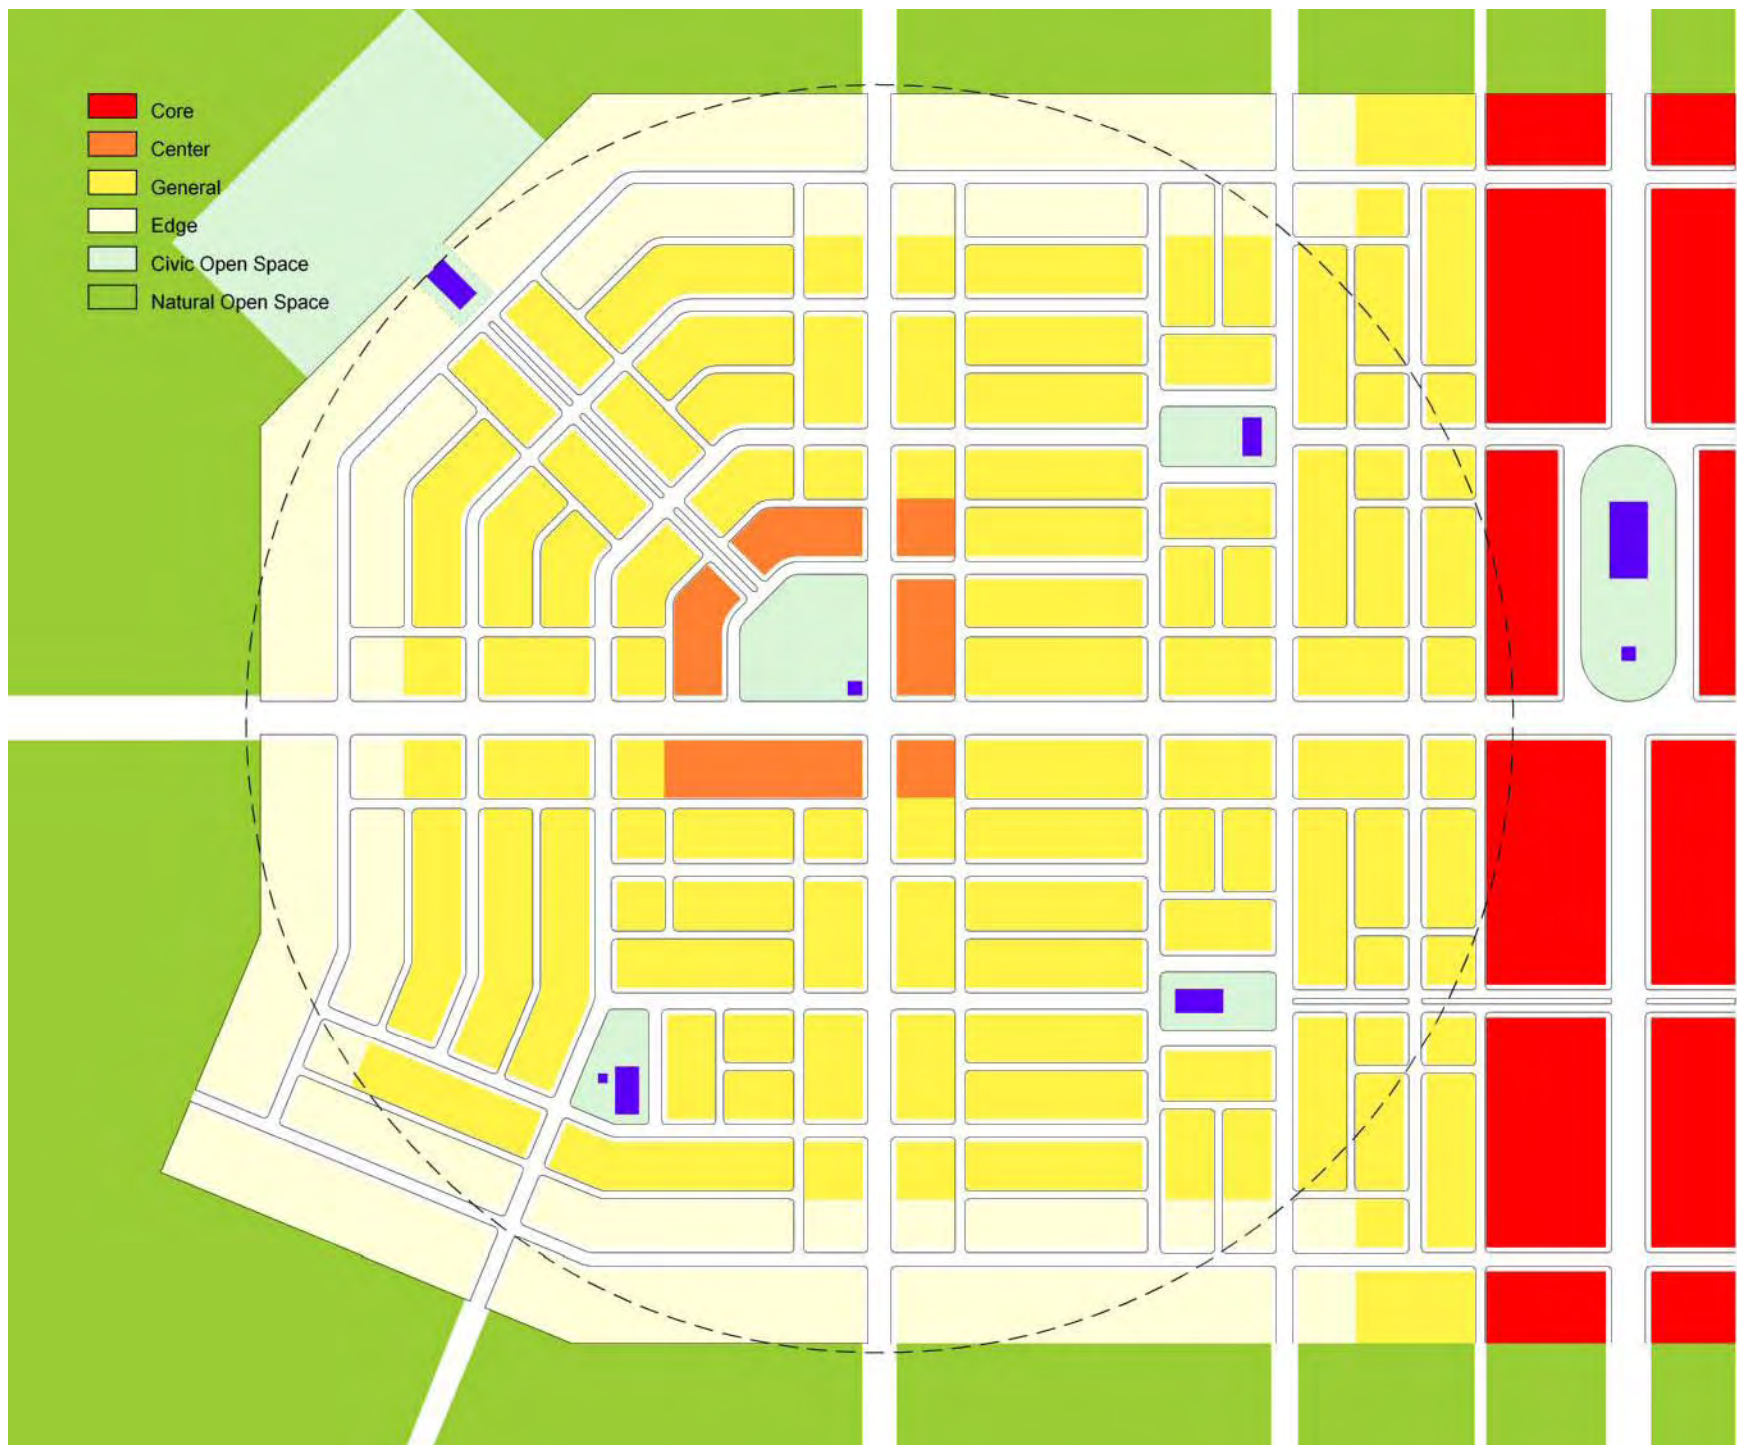 Core
Center
General
Edge
Civic Open Space
Natural Open Space